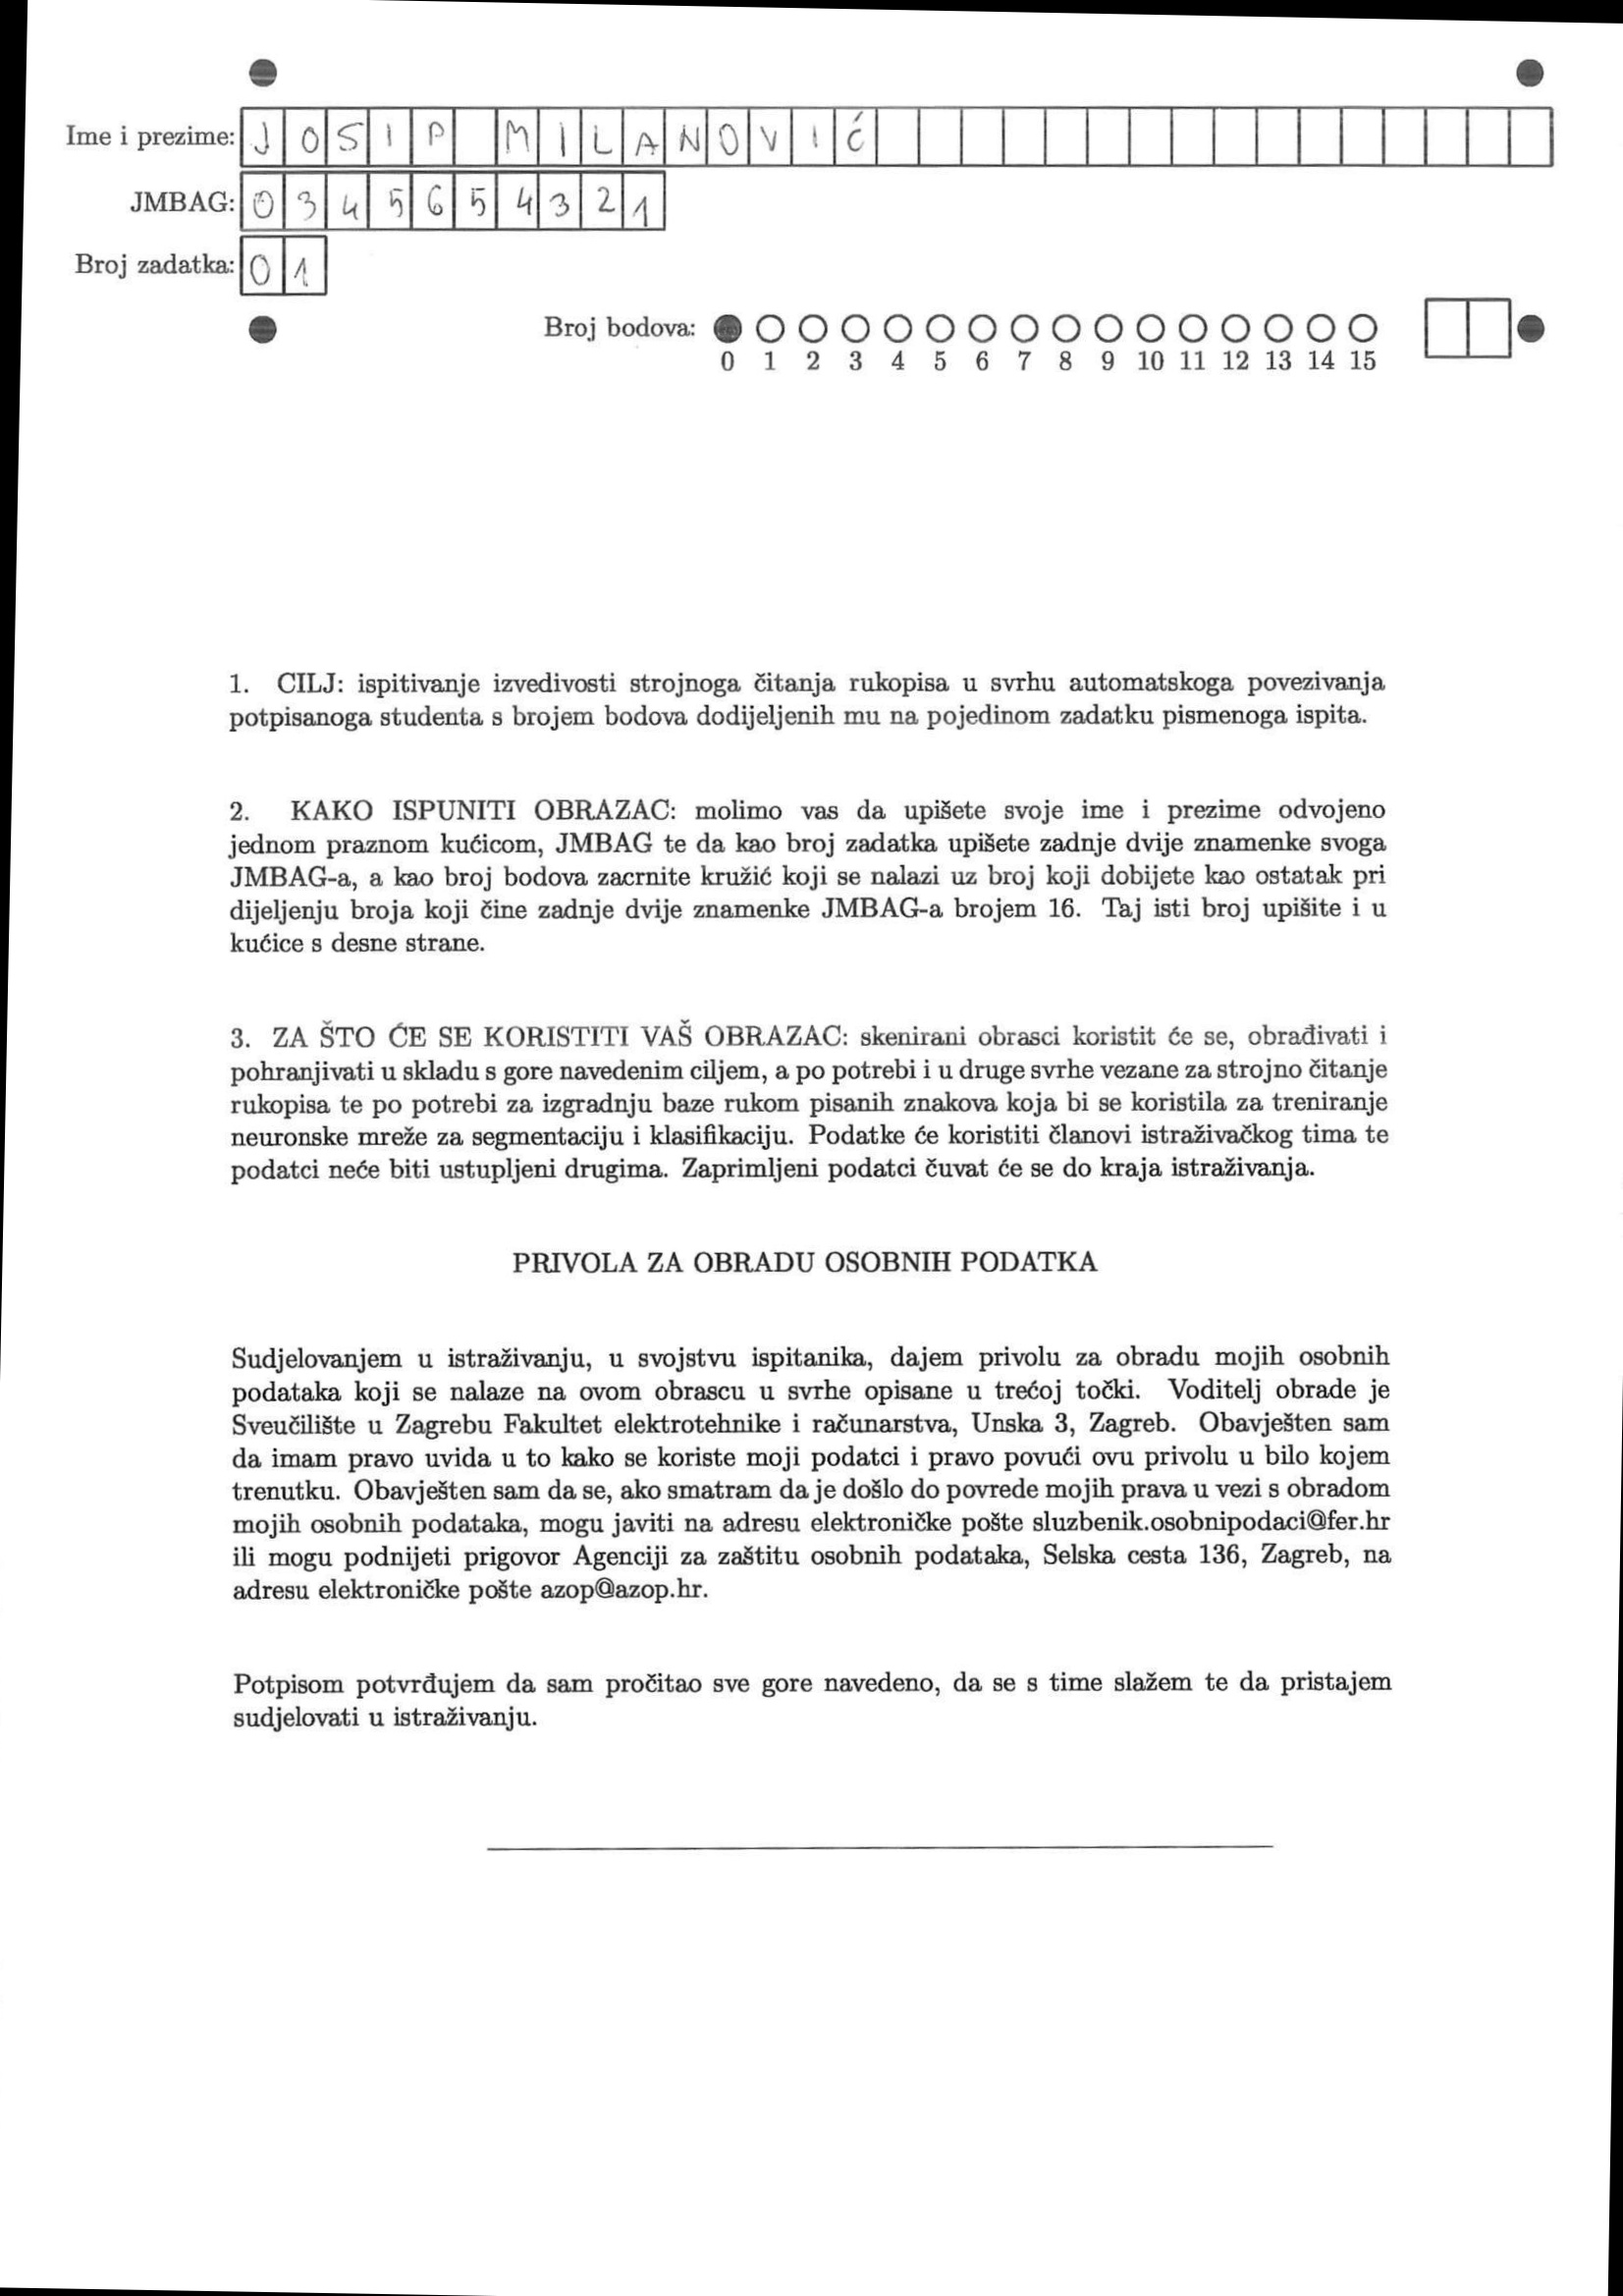 Ime i prezime: JOSIP MILANOVIĆ
JMBAG: 0345654321
Broj zadatka: 01
Broj bodova:
0 1 2 3 4 5 6 7 8 9 10 11 12 13 14 15
1. CILJ: ispitivanje izvedivosti strojnoga čitanja rukopisa u svrhu automatskoga povezivanja
potpisanoga studenta s brojem bodova dodijeljenih mu na pojedinom zadatku pismenoga ispita.
2. KAKO ISPUNITI OBRAZAC: molimo vas da upišete svoje ime i prezime odvojeno
jednom praznom kućicom, JMBAG te da kao broj zadatka upišete zadnje dvije znamenke svoga
JMBAG-a, a kao broj bodova zacrnite kružić koji se nalazi uz broj koji dobijete kao ostatak pri
dijeljenju broja koji čine zadnje dvije znamenke JMBAG-a brojem 16. Taj isti broj upišite i u
kućice s desne strane.
3. ZA ŠTO ĆE SE KORISTITI VAŠ OBRAZAC: skenirani obrasci koristit će se, obrađivati i
pohranjivati u skladu s gore navedenim ciljem, a po potrebi i u druge svrhe vezane za strojno čitanje
rukopisa te po potrebi za izgradnju baze rukom pisanih znakova koja bi se koristila za treniranje
neuronske mreže za segmentaciju i klasifikaciju. Podatke će koristiti članovi istraživačkog tima te
podatci neće biti ustupljeni drugima. Zaprimljeni podatci čuvat će se do kraja istraživanja.
PRIVOLA ZA OBRADU OSOBNIH PODATKA
Sudjelovanjem u istraživanju, u svojstvu ispitanika, dajem privolu za obradu mojih osobnih
podataka koji se nalaze na ovom obrascu u svrhe opisane u trećoj točki. Voditelj obrade je
Sveučilište u Zagrebu Fakultet elektrotehnike i računarstva, Unska 3, Zagreb. Obavješten sam
da imam pravo uvida u to kako se koriste moji podatci i pravo povući ovu privolu u bilo kojem
trenutku. Obavješten sam da se, ako smatram da je došlo do povrede mojih prava u vezi s obradom
mojih osobnih podataka, mogu javiti na adresu elektroničke pošte sluzbenik.osobnipodaci@fer.hr
ili mogu podnijeti prigovor Agenciji za zaštitu osobnih podataka, Selska cesta 136, Zagreb, na
adresu elektroničke pošte azop@azop.hr.
Potpisom potvrđujem da sam pročitao sve gore navedeno, da se s time slažem te da pristajem
sudjelovati u istraživanju.